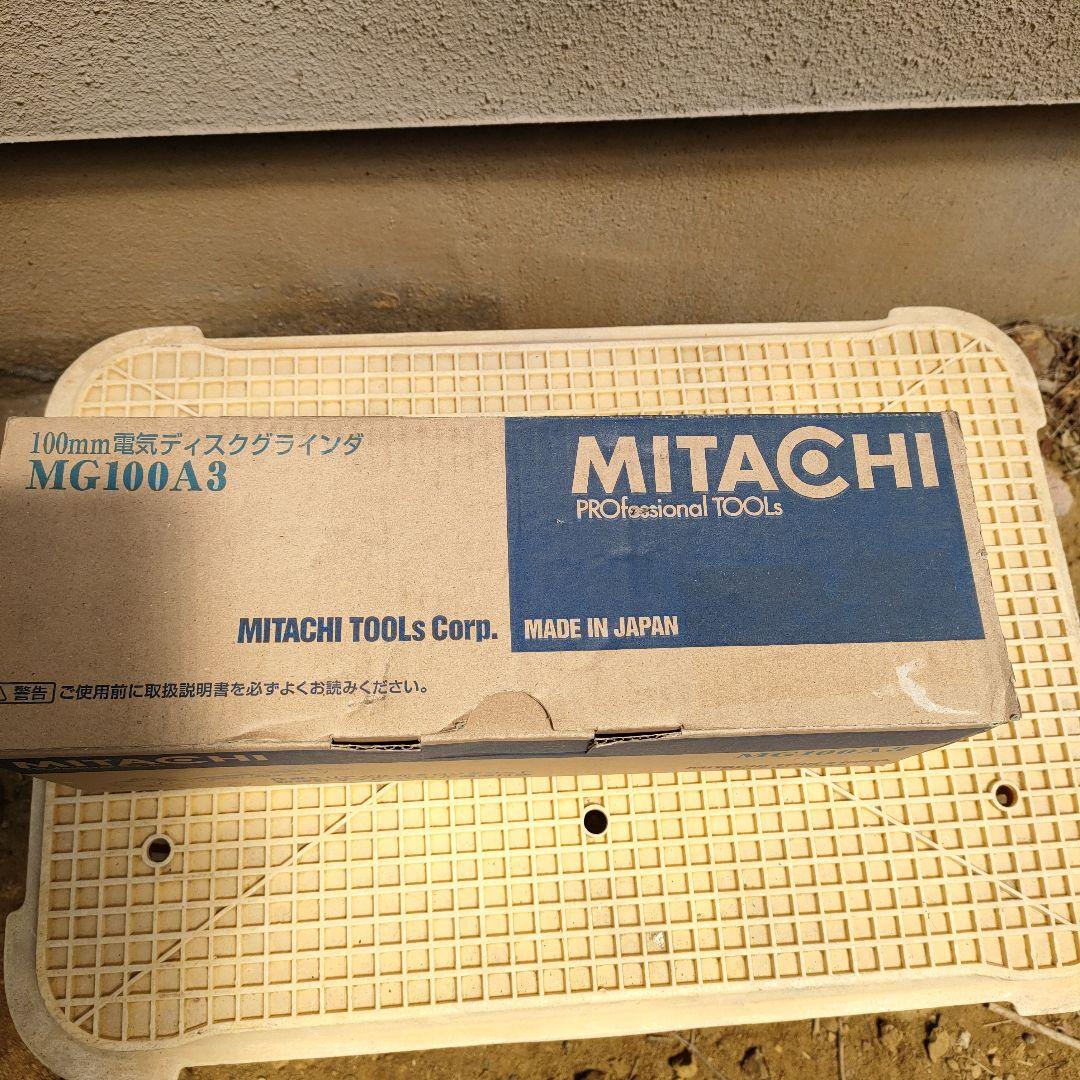 100mm電気ディスクグラインダ
MG100A3
MITACHI
PROfessional TOOLs
MITACHI TOOLs Corp.
MADE IN JAPAN
警告 ご使用前に取扱説明書を必ずよくお読みください。
MITACHI
MG100A3